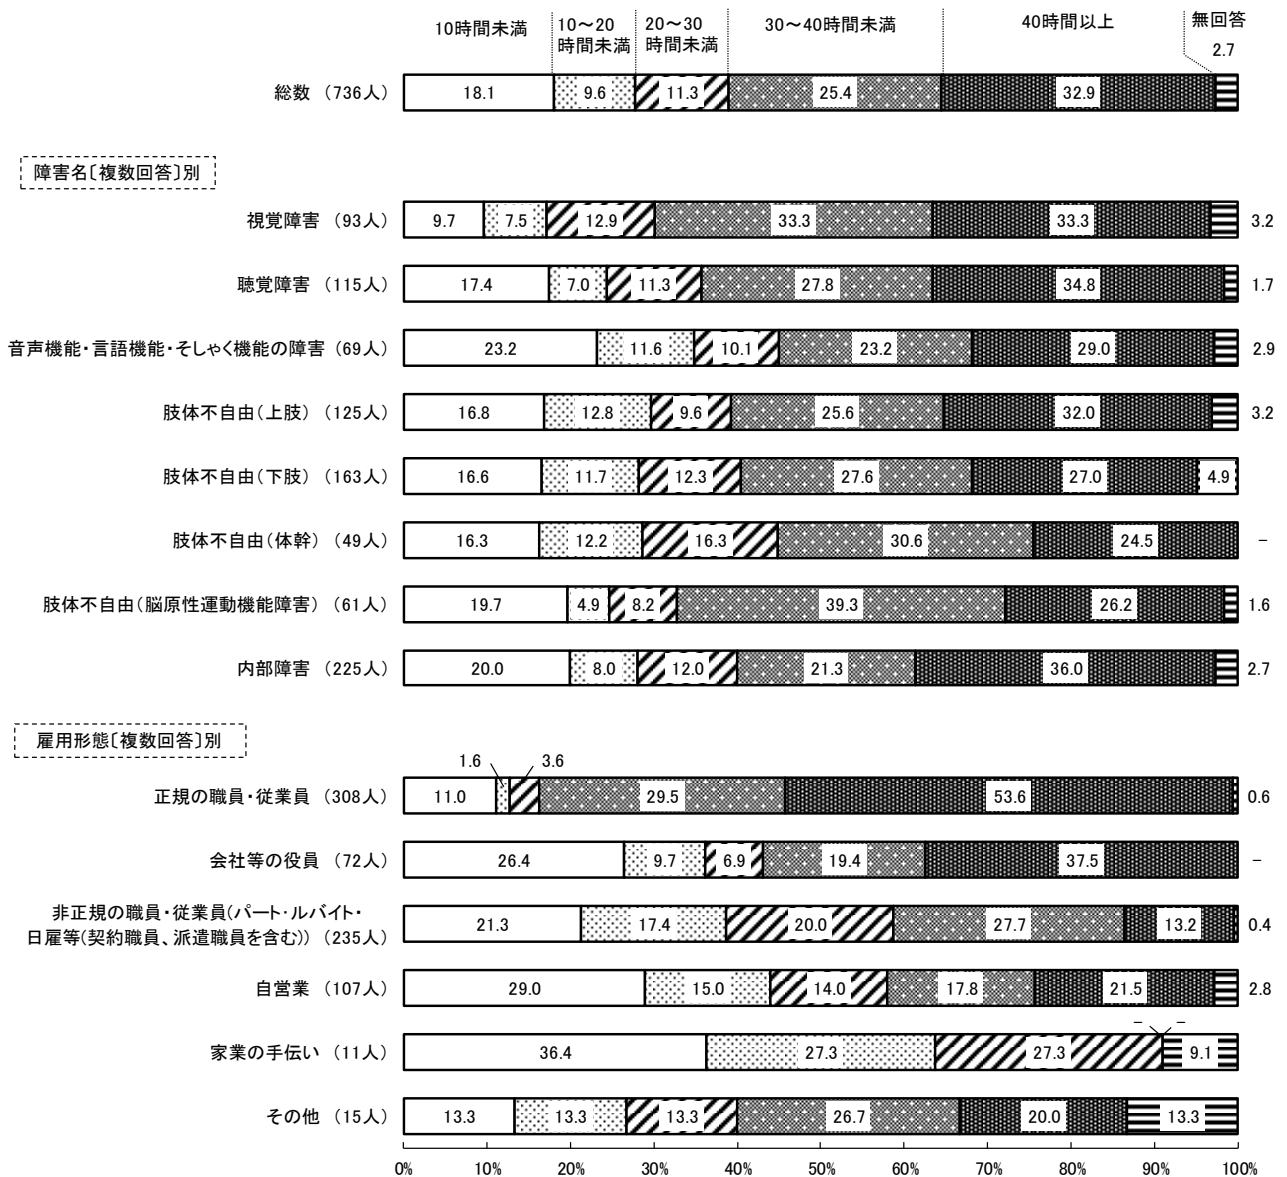 10時間未満
10～20
時間未満
20～30
時間未満
30～40時間未満
40時間以上
無回答
2.7
総数 （736人） 18.1 9.6 11.3 25.4 32.9
障害名〔複数回答〕別
視覚障害 （93人） 9.7 7.5 12.9 33.3 33.3 3.2
聴覚障害 （115人） 17.4 7.0 11.3 27.8 34.8 1.7
音声機能・言語機能・そしゃく機能の障害 （69人） 23.2 11.6 10.1 23.2 29.0 2.9
肢体不自由（上肢） （125人） 16.8 12.8 9.6 25.6 32.0 3.2
肢体不自由（下肢） （163人） 16.6 11.7 12.3 27.6 27.0 4.9
肢体不自由（体幹） （49人） 16.3 12.2 16.3 30.6 24.5 －
肢体不自由（脳原性運動機能障害） （61人） 19.7 4.9 8.2 39.3 26.2 1.6
内部障害 （225人） 20.0 8.0 12.0 21.3 36.0 2.7
雇用形態〔複数回答〕別
1.6 3.6
正規の職員・従業員 （308人） 11.0 29.5 53.6 0.6
会社等の役員 （72人） 26.4 9.7 6.9 19.4 37.5 －
非正規の職員・従業員（パート・ルバイト・
日雇等（契約職員、派遣職員を含む）） （235人） 21.3 17.4 20.0 27.7 13.2 0.4
自営業 （107人） 29.0 15.0 14.0 17.8 21.5 2.8
－ －
家業の手伝い （11人） 36.4 27.3 27.3 9.1
その他 （15人） 13.3 13.3 13.3 26.7 20.0 13.3
0% 10% 20% 30% 40% 50% 60% 70% 80% 90% 100%